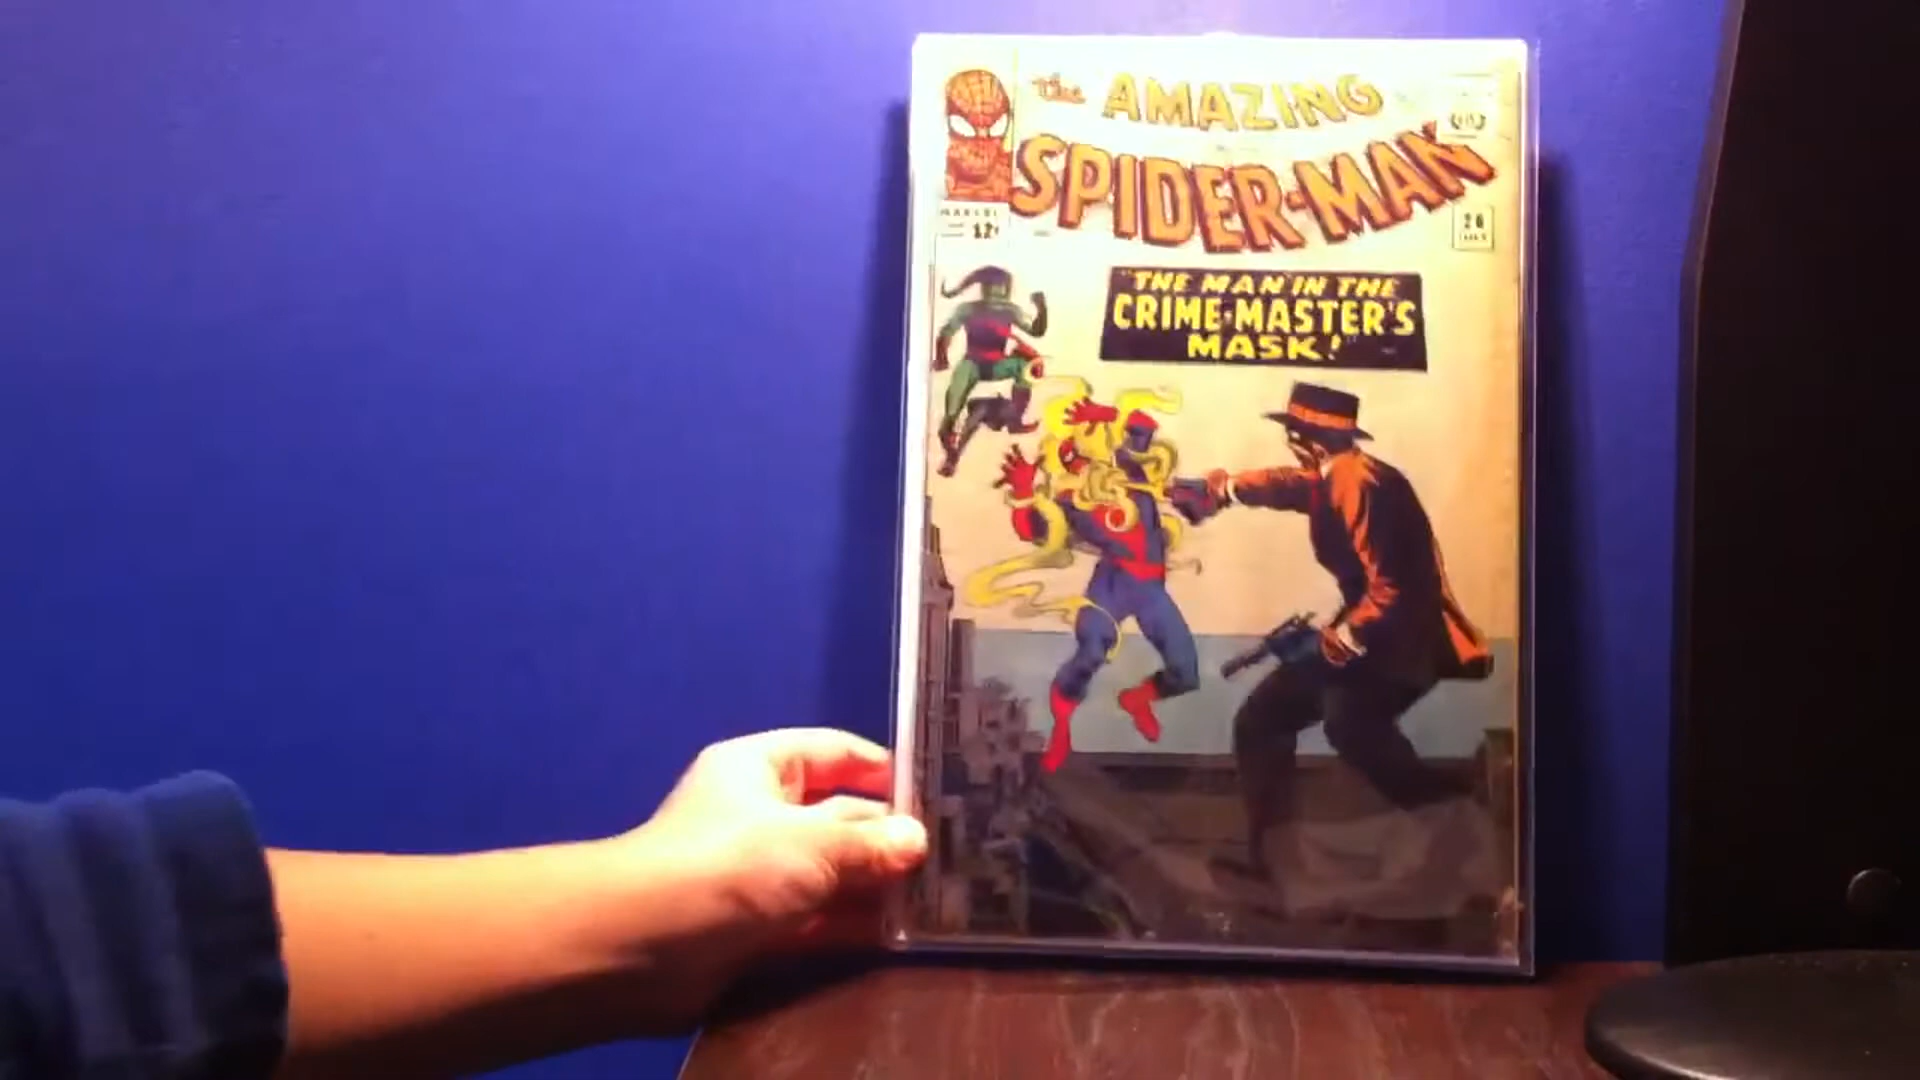 the AMAZING
SPIDER-MAN
MARVEL
12¢
26
"THE MAN IN THE
CRIME-MASTER'S
MASK!"